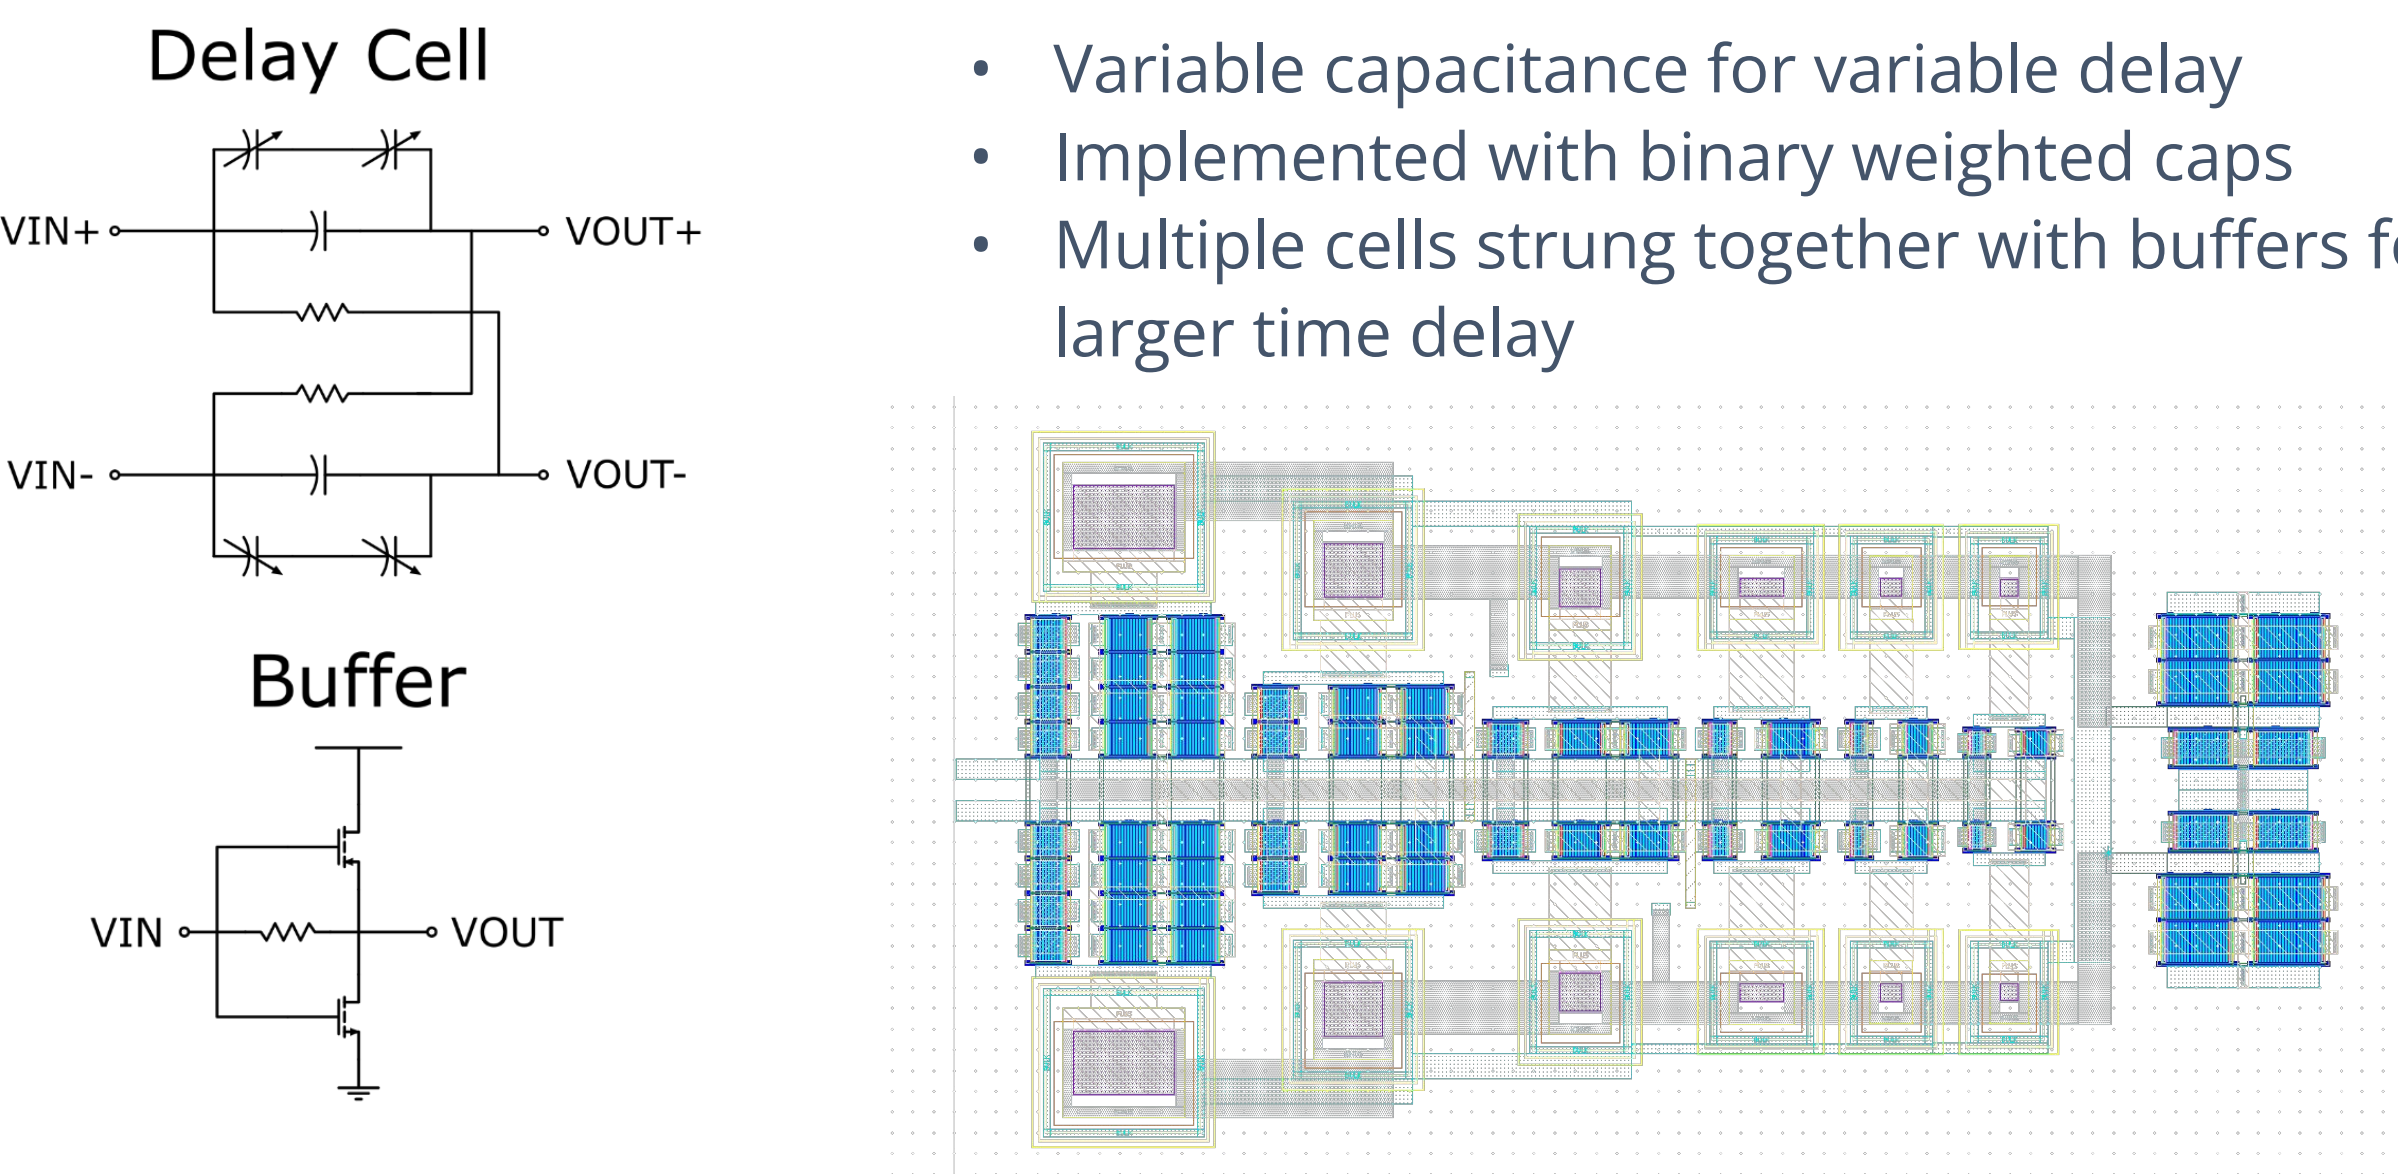 Delay Cell
VIN+
VOUT+
VIN-
VOUT-
Buffer
VIN
VOUT
• Variable capacitance for variable delay
• Implemented with binary weighted caps
• Multiple cells strung together with buffers
larger time delay